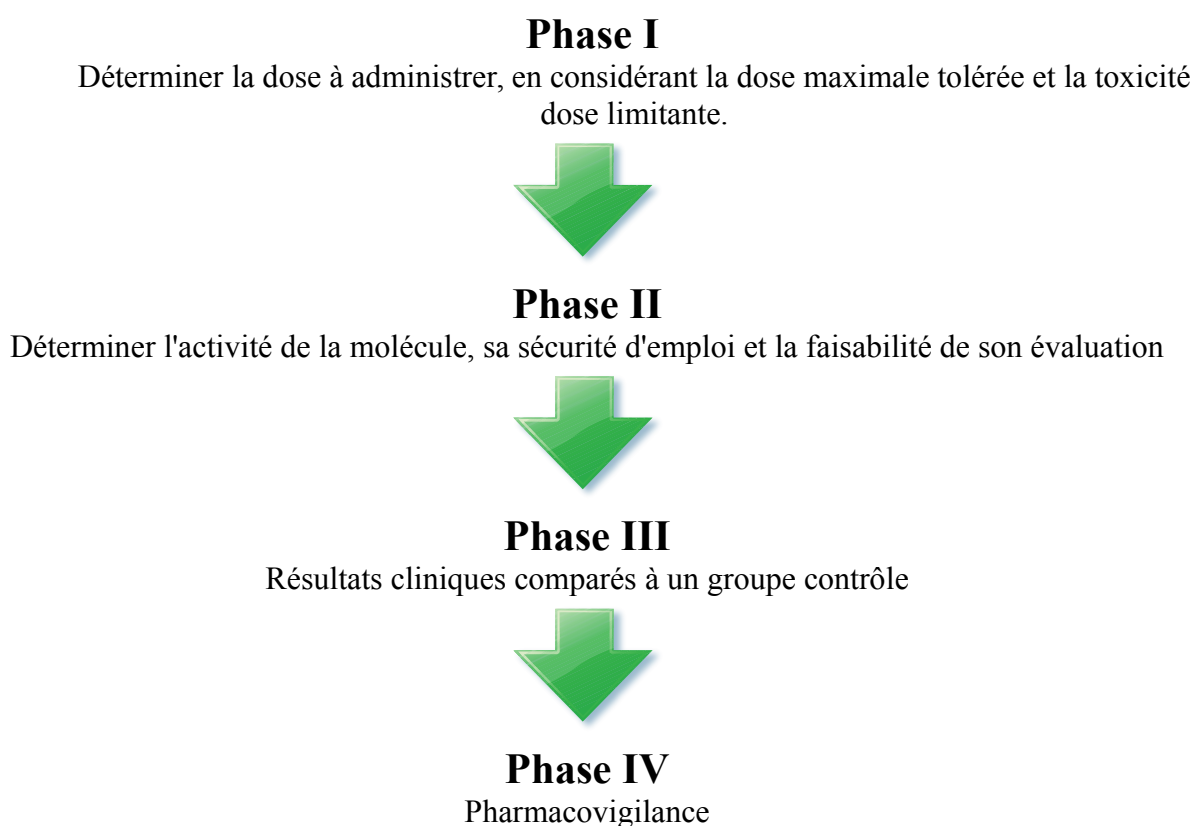 Phase I
Déterminer la dose à administrer, en considérant la dose maximale tolérée et la toxicité
dose limitante.
Phase II
Déterminer l'activité de la molécule, sa sécurité d'emploi et la faisabilité de son évaluation
Phase III
Résultats cliniques comparés à un groupe contrôle
Phase IV
Pharmacovigilance